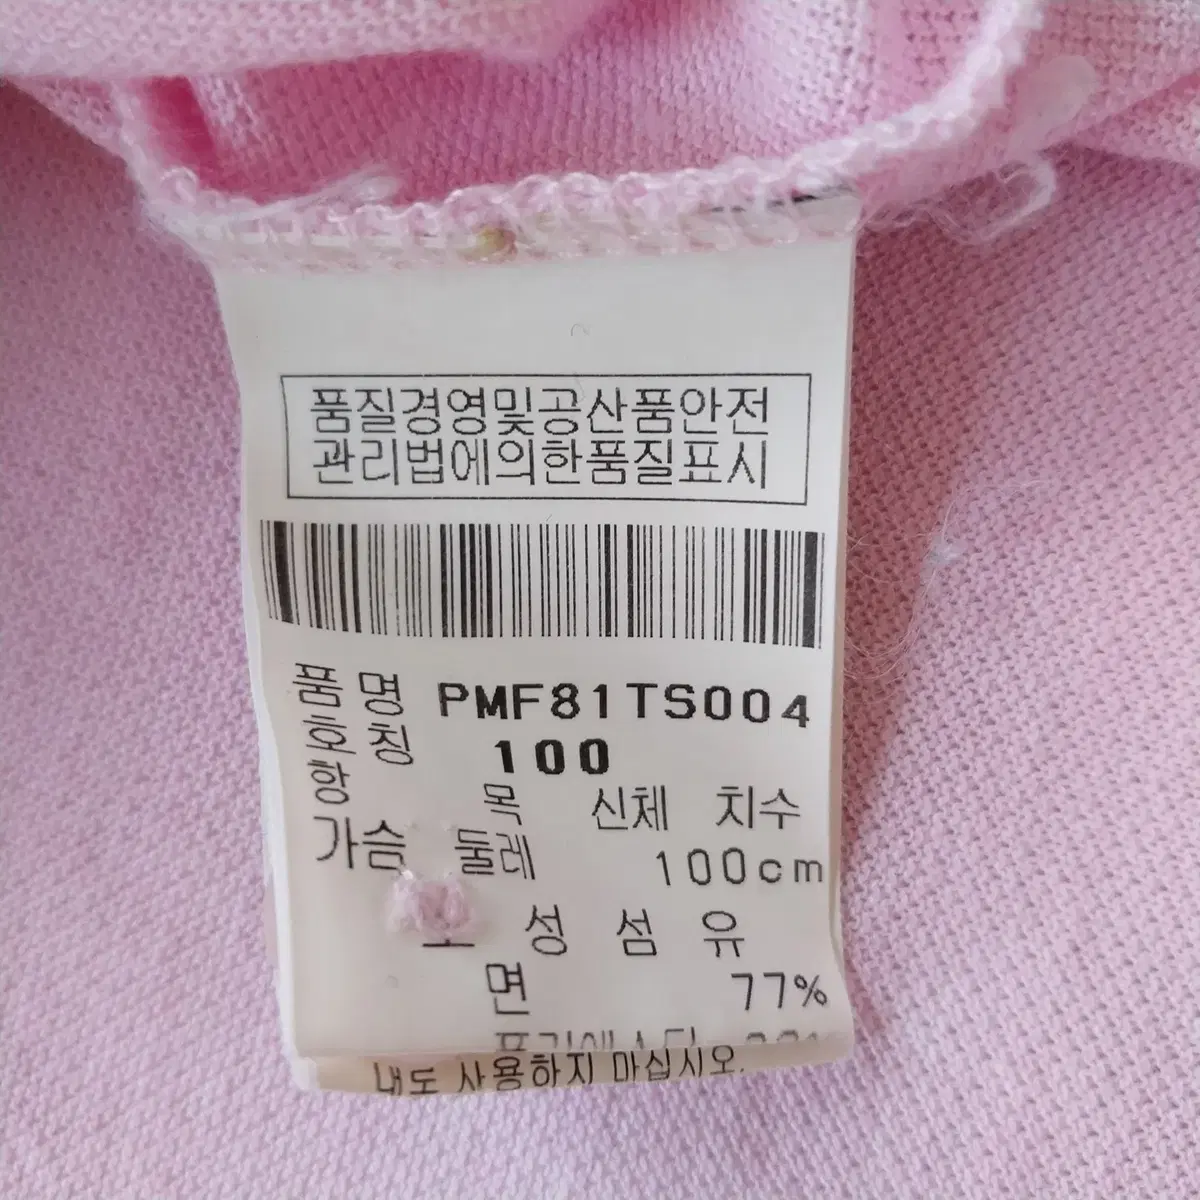 품질경영및공산품안전
관리법에의한품질표시
품명 PMF81TS004
호칭 100
항 목 신체 치수
가슴 둘레 100cm
성 섬 유
면 77%
사용하지 마십시오.